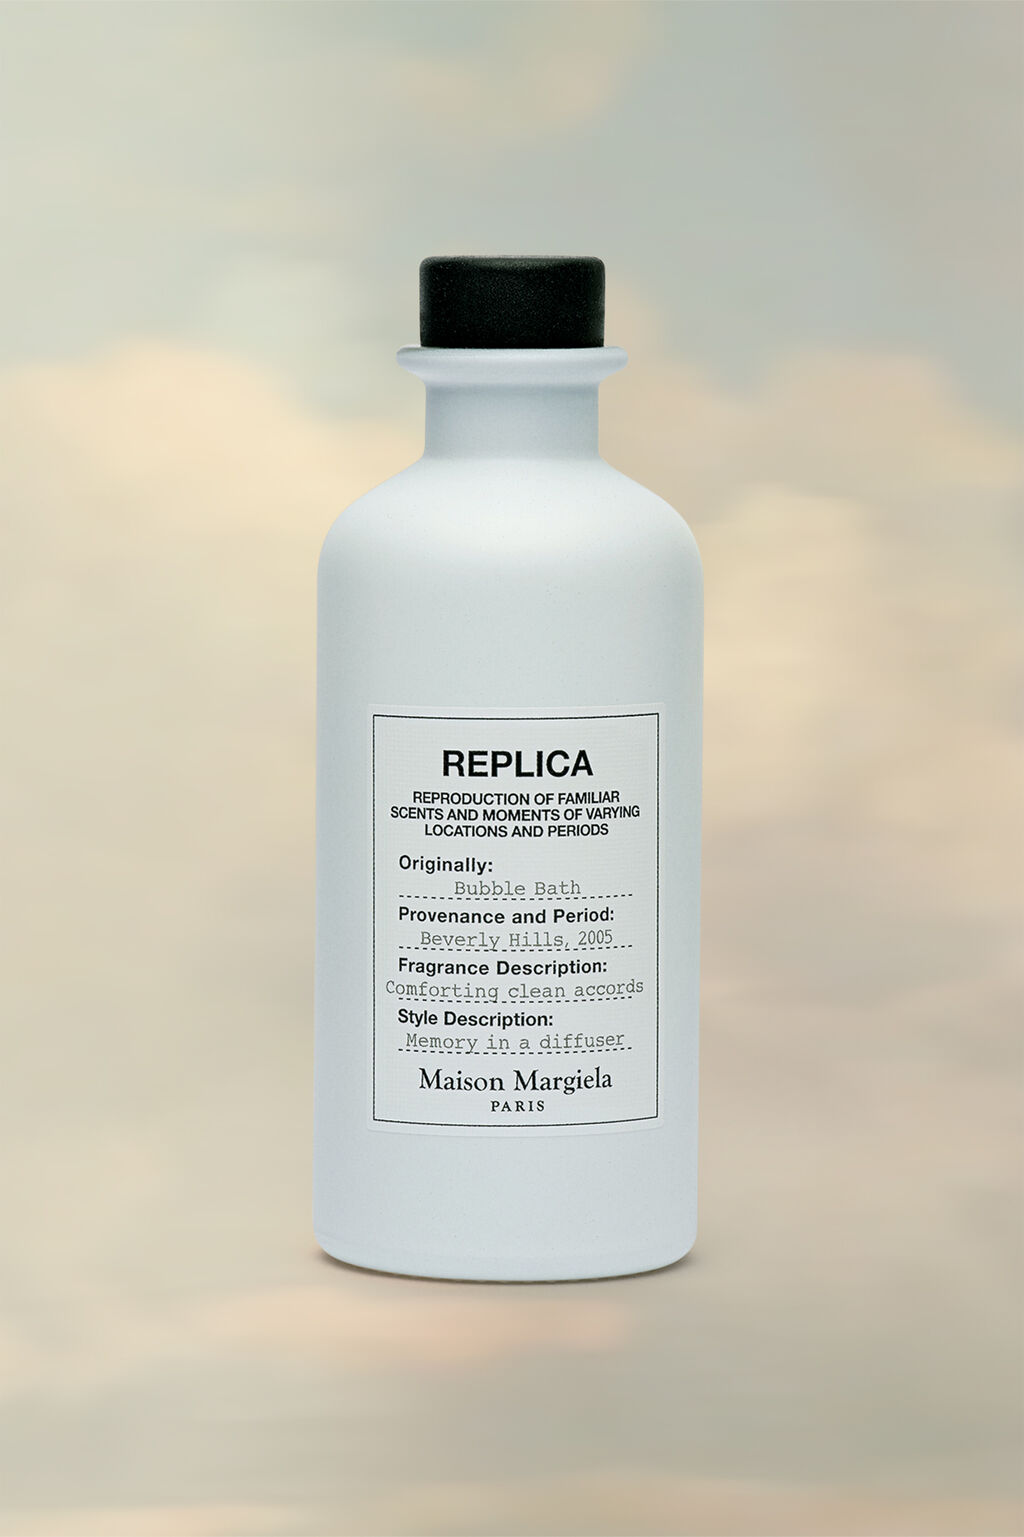 REPLICA
REPRODUCTION OF FAMILIAR
SCENTS AND MOMENTS OF VARYING
LOCATIONS AND PERIODS
Originally:
Bubble Bath
Provenance and Period:
Beverly Hills, 2005
Fragrance Description:
Comforting clean accords
Style Description:
Memory in a diffuser
Maison Margiela
PARIS